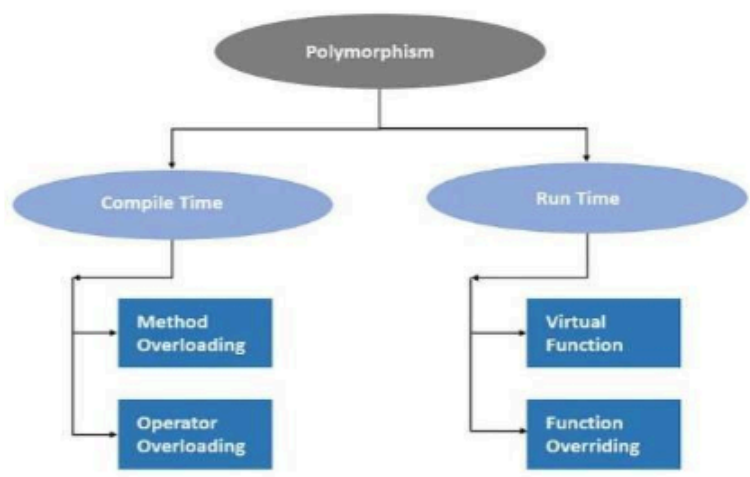 Polymorphism
Compile Time
Run Time
Method
Overloading
Virtual
Function
Operator
Overloading
Function
Overriding